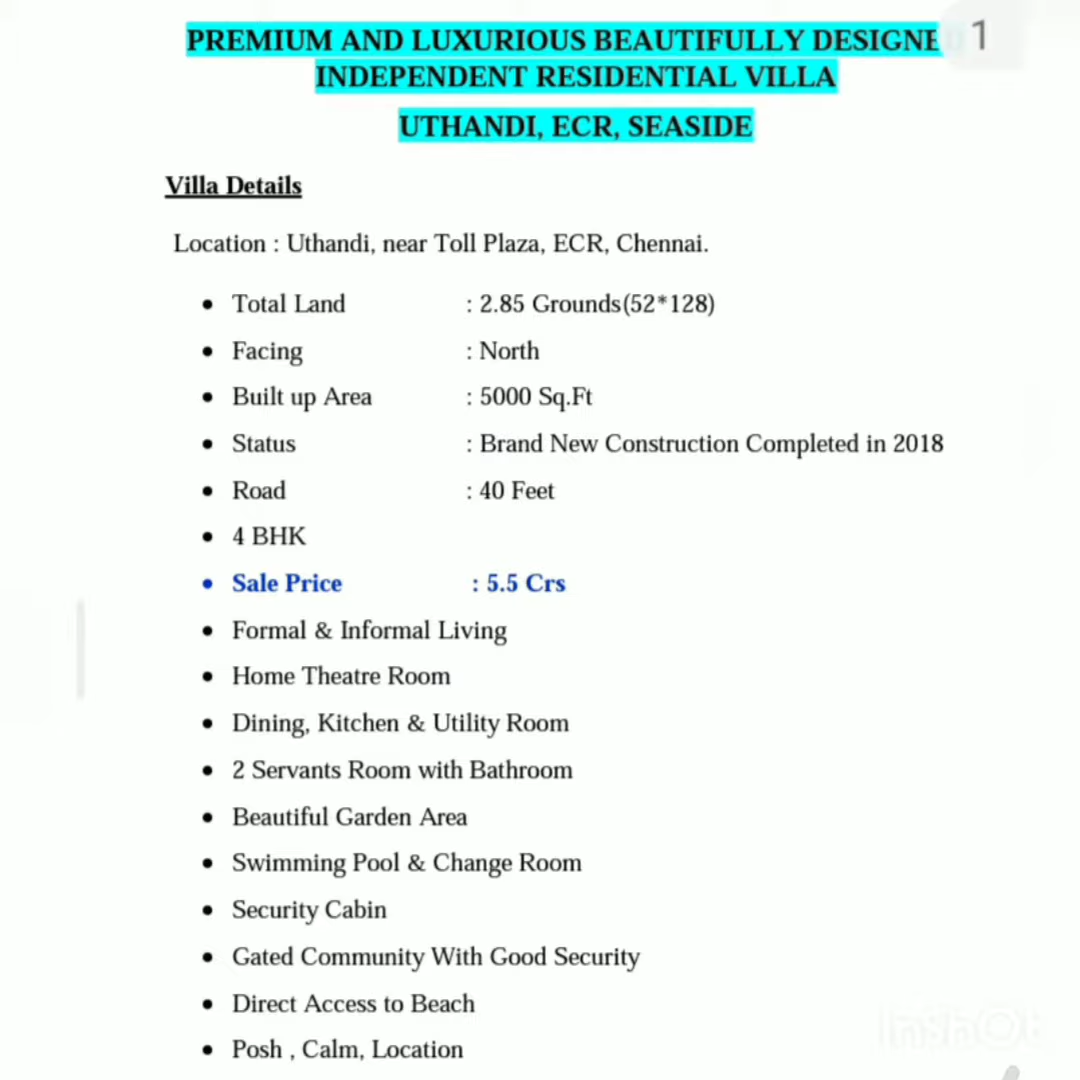 PREMIUM AND LUXURIOUS BEAUTIFULLY DESIGNED
1
INDEPENDENT RESIDENTIAL VILLA
UTHANDI, ECR, SEASIDE
Villa Details
Location : Uthandi, near Toll Plaza, ECR, Chennai.
• Total Land : 2.85 Grounds(52*128)
• Facing : North
• Built up Area : 5000 Sq.Ft
• Status : Brand New Construction Completed in 2018
• Road : 40 Feet
• 4 BHK
• Sale Price : 5.5 Crs
• Formal & Informal Living
• Home Theatre Room
• Dining, Kitchen & Utility Room
• 2 Servants Room with Bathroom
• Beautiful Garden Area
• Swimming Pool & Change Room
• Security Cabin
• Gated Community With Good Security
• Direct Access to Beach
• Posh , Calm, Location